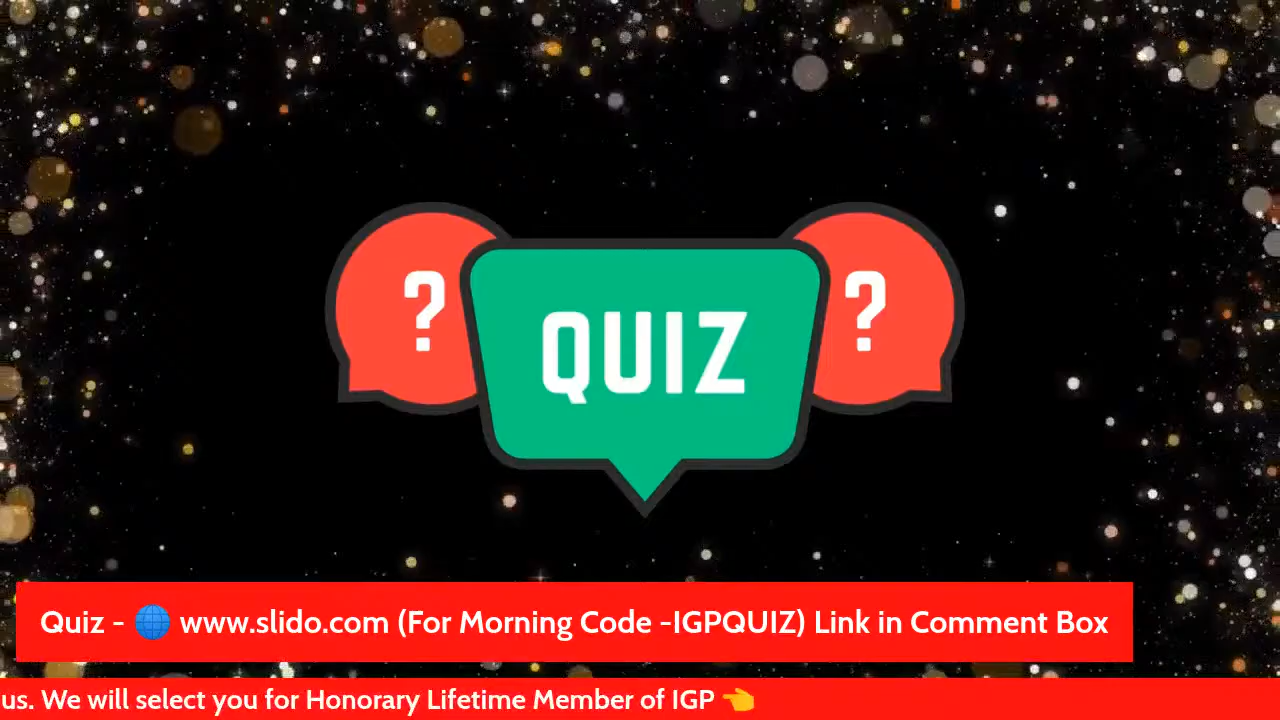 ? QUIZ ?
Quiz - 🌐 www.slido.com (For Morning Code -IGPQUIZ) Link in Comment Box
us. We will select you for Honorary Lifetime Member of IGP 👈